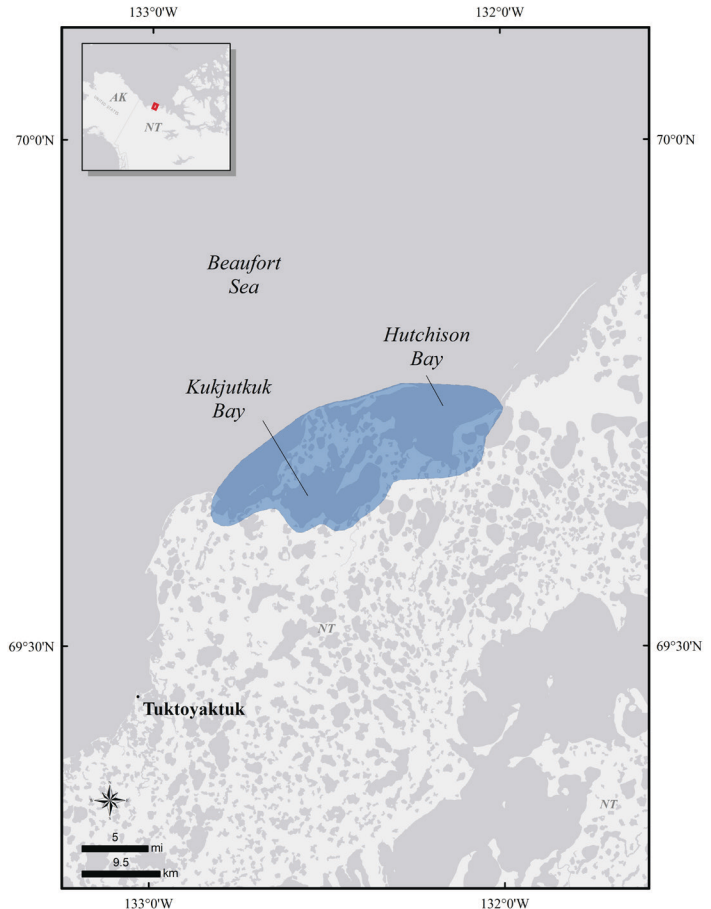 133°0'W
132°0'W
AK
NT
70°0'N
70°0'N
Beaufort
Sea
Hutchison
Bay
Kukjutkuk
Bay
NT
69°30'N
69°30'N
Tuktoyaktuk
NT
5
mi
9.5
km
133°0'W
132°0'W